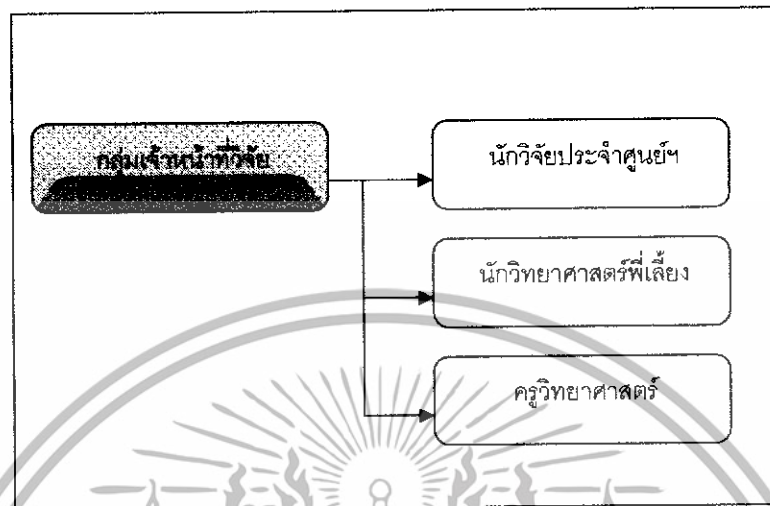 กลุ่มเจ้าหน้าที่วิจัย
นักวิจัยประจำศูนย์ฯ
นักวิทยาศาสตร์พี่เลี้ยง
ครูวิทยาศาสตร์